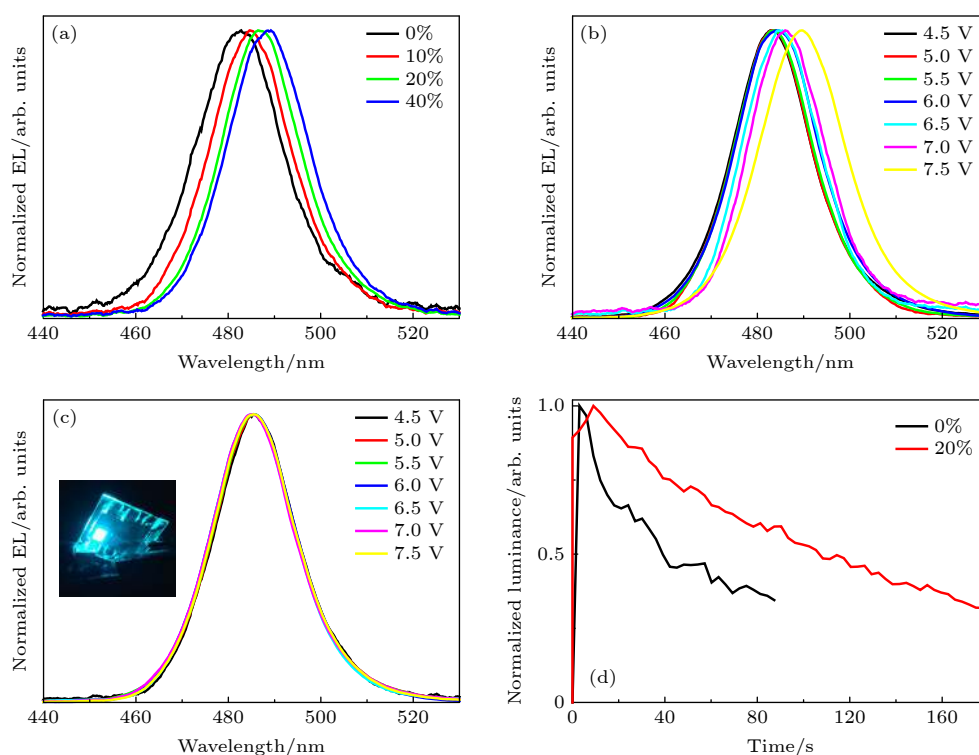 (a)
0%
10%
20%
40%
Normalized EL/arb. units
440 460 480 500 520
Wavelength/nm
(b)
4.5 V
5.0 V
5.5 V
6.0 V
6.5 V
7.0 V
7.5 V
Normalized EL/arb. units
440 460 480 500 520
Wavelength/nm
(c)
4.5 V
5.0 V
5.5 V
6.0 V
6.5 V
7.0 V
7.5 V
Normalized EL/arb. units
440 460 480 500 520
Wavelength/nm
1.0
0%
20%
0.5
(d)
0
Normalized luminance/arb. units
0 40 80 120 160
Time/s